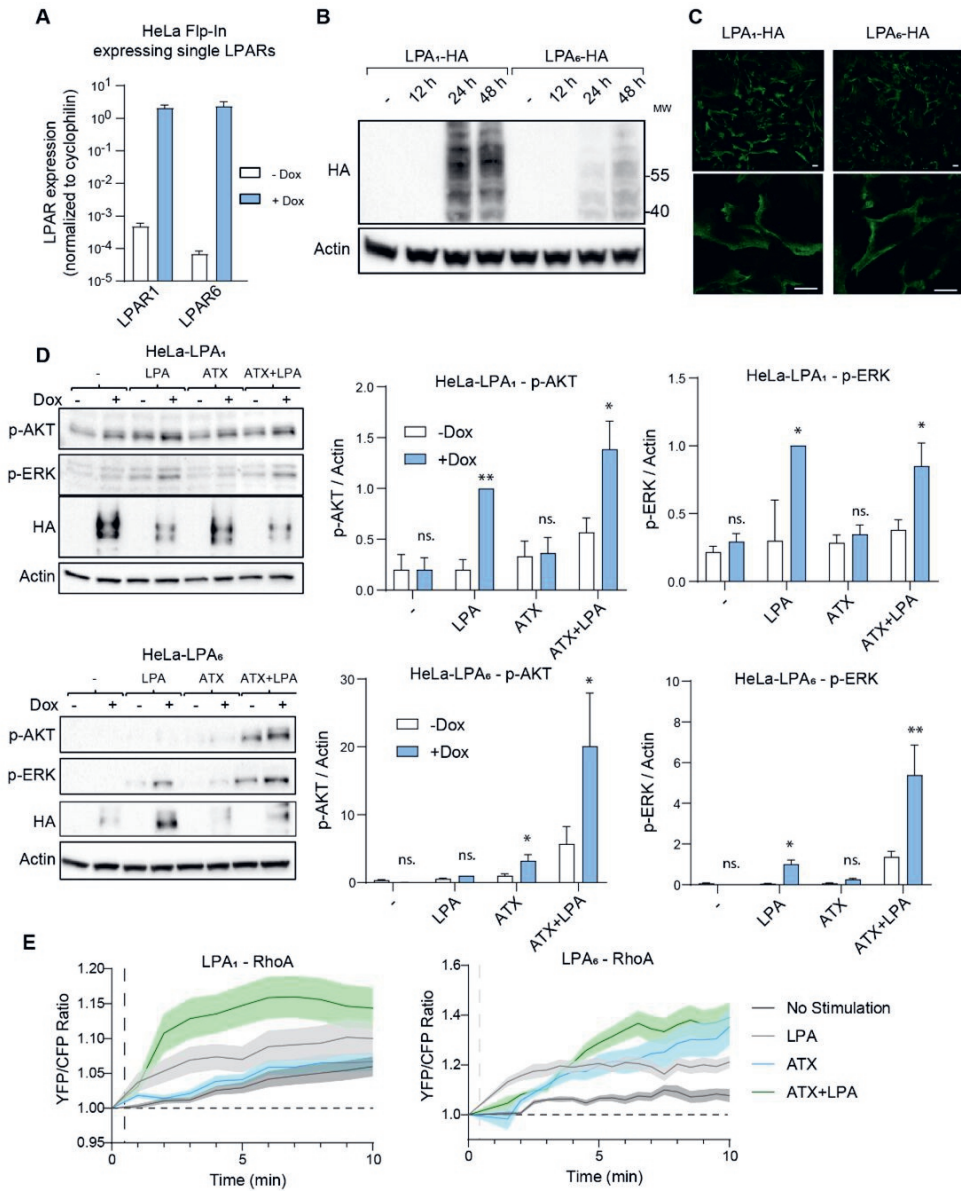 A
HeLa Flp-In
expressing single LPARs
LPAR expression
(normalized to cyclophilin)
10⁰
10⁻¹
10⁻²
10⁻³
10⁻⁴
10⁻⁵
LPAR1
LPAR6
- Dox
+ Dox
B
LPA₁-HA LPA₆-HA
- 12 h 24 h 48 h - 12 h 24 h 48 h
MW
HA
-55
-40
Actin
C
LPA₁-HA LPA₆-HA
D
HeLa-LPA₁
- LPA ATX ATX+LPA
Dox - + - + - + - +
p-AKT
p-ERK
HA
Actin
HeLa-LPA₁ - p-AKT
p-AKT / Actin
2.0
1.5
1.0
0.5
0.0
-Dox
+Dox
ns. ** ns. *
- LPA ATX ATX+LPA
HeLa-LPA₁ - p-ERK
p-ERK / Actin
1.5
1.0
0.5
0.0
ns. * ns. *
- LPA ATX ATX+LPA
HeLa-LPA₆
- LPA ATX ATX+LPA
Dox - + - + - + - +
p-AKT
p-ERK
HA
Actin
HeLa-LPA₆ - p-AKT
p-AKT / Actin
30
20
10
0
-Dox
+Dox
ns. ns. * *
- LPA ATX ATX+LPA
HeLa-LPA₆ - p-ERK
p-ERK / Actin
8
6
4
2
0
ns. * ns. **
- LPA ATX ATX+LPA
E
LPA₁ - RhoA
YFP/CFP Ratio
1.20
1.15
1.10
1.05
1.00
0.95
0 5 10
Time (min)
LPA₆ - RhoA
YFP/CFP Ratio
1.6
1.4
1.2
1.0
0 5 10
Time (min)
No Stimulation
LPA
ATX
ATX+LPA